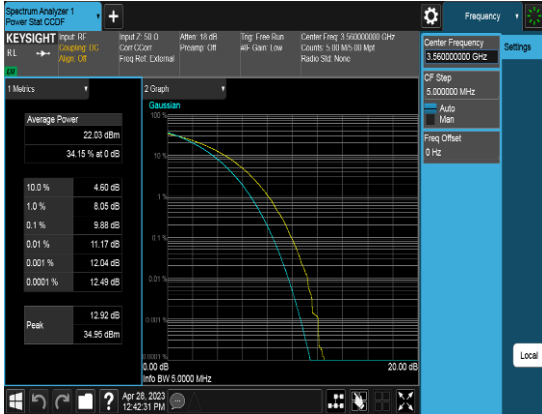 Spectrum Analyzer 1
Power Stat CCDF
Frequency
KEYSIGHT
RL
Input: RF
Coupling: DC
Align: Off
Input Z: 50 Ω
Corr CCorr
Freq Ref: External
Atten: 18 dB
Preamp: Off
Trig: Free Run
#IF Gain: Low
Center Freq: 3.560000000 GHz
Counts: 5.00 M/5.00 Mpt
Radio Std: None
Center Frequency
3.560000000 GHz
Settings
CF Step
5.000000 MHz
Auto
Man
Freq Offset
0 Hz
1 Metrics
2 Graph
Average Power
22.03 dBm
34.15 % at 0 dB
10.0 % 4.60 dB
1.0 % 8.05 dB
0.1 % 9.88 dB
0.01 % 11.17 dB
0.001 % 12.04 dB
0.0001 % 12.49 dB
Peak
12.92 dB
34.95 dBm
Gaussian
100 %
10 %
1 %
0.1 %
0.01 %
0.001 %
0.0001 %
0.00 dB
20.00 dB
Info BW 5.0000 MHz
Local
?
Apr 28, 2023
12:42:31 PM